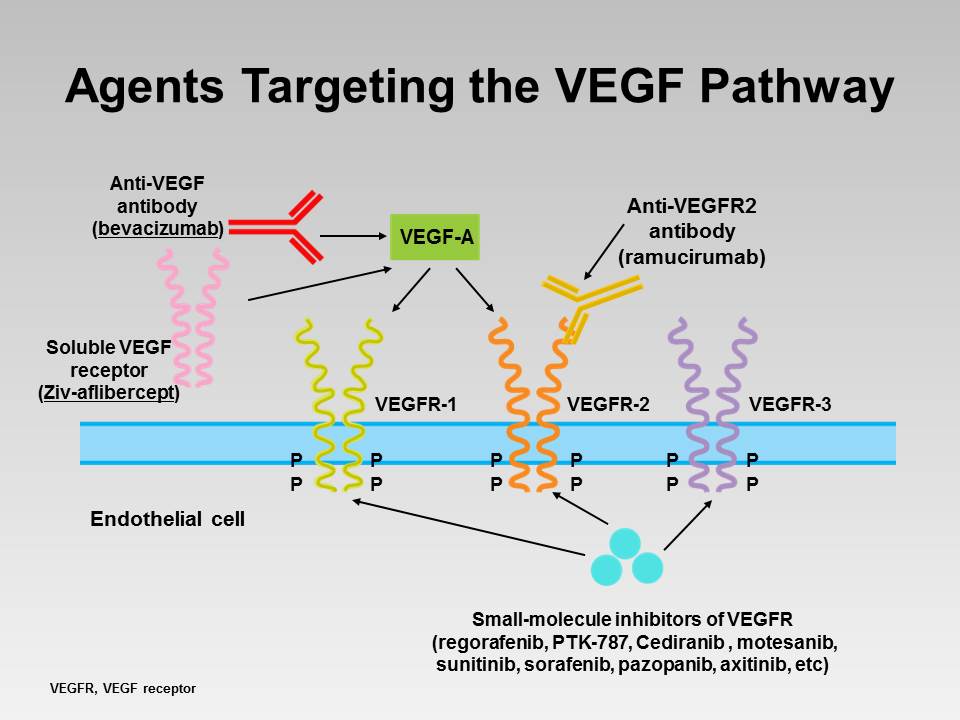 Agents Targeting the VEGF Pathway
Anti-VEGF
antibody
(bevacizumab)
VEGF-A
Anti-VEGFR2
antibody
(ramucirumab)
Soluble VEGF
receptor
(Ziv-aflibercept)
VEGFR-1
VEGFR-2
VEGFR-3
P P P P P P
P P P P P P
Endothelial cell
Small-molecule inhibitors of VEGFR
(regorafenib, PTK-787, Cediranib , motesanib,
sunitinib, sorafenib, pazopanib, axitinib, etc)
VEGFR, VEGF receptor